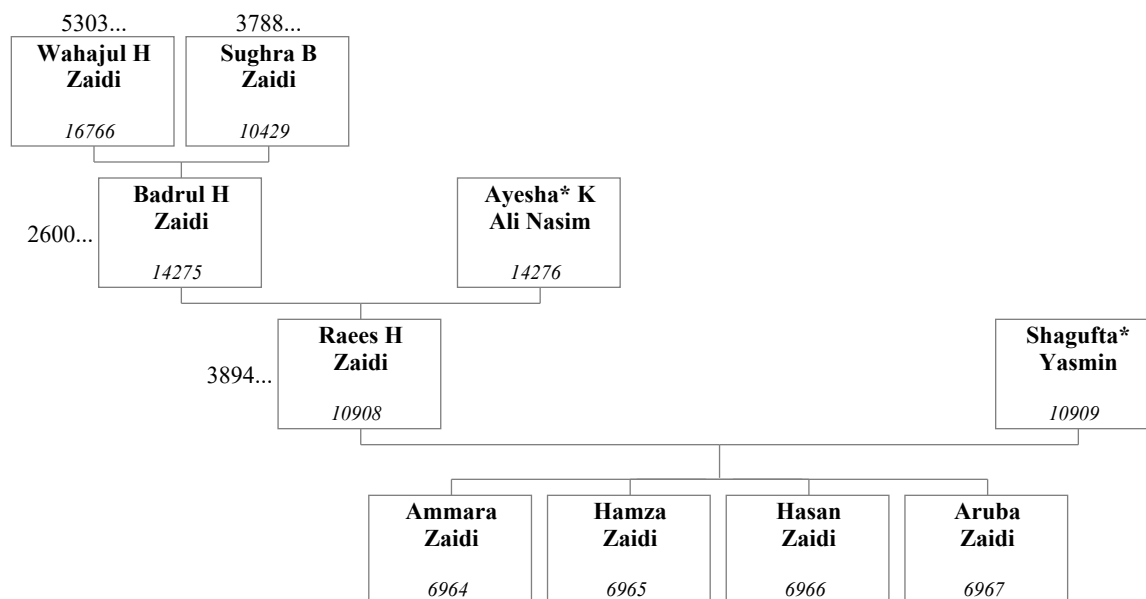 5303...
3788...
Wahajul H
Zaidi
16766
Sughra B
Zaidi
10429
2600...
Badrul H
Zaidi
14275
Ayesha* K
Ali Nasim
14276
3894...
Raees H
Zaidi
10908
Shagufta*
Yasmin
10909
Ammara
Zaidi
6964
Hamza
Zaidi
6965
Hasan
Zaidi
6966
Aruba
Zaidi
6967